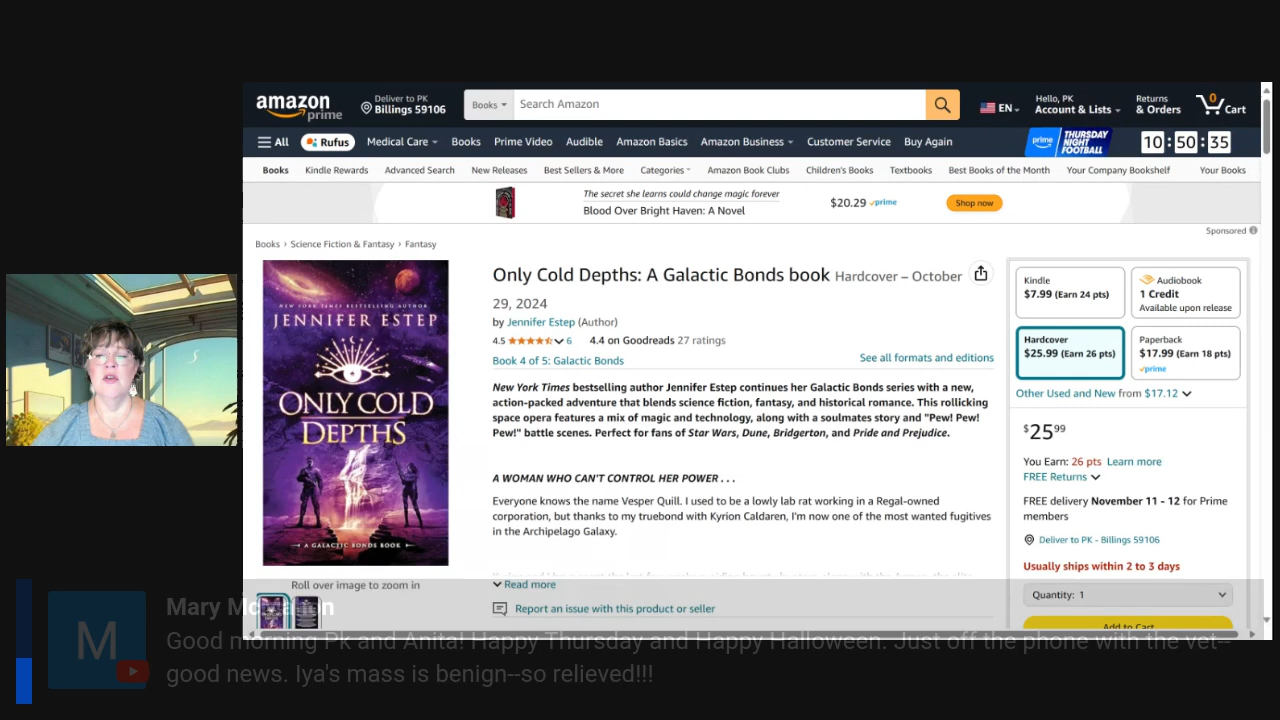 amazon
prime
Deliver to PK
Billings 59106
Books
Search Amazon
EN
Hello, PK
Account & Lists
Returns
& Orders
0
Cart
All
Rufus
Medical Care
Books
Prime Video
Audible
Amazon Basics
Amazon Business
Customer Service
Buy Again
prime
THURSDAY
NIGHT
FOOTBALL
10:50:35
Books
Kindle Rewards
Advanced Search
New Releases
Best Sellers & More
Categories
Amazon Book Clubs
Children's Books
Textbooks
Best Books of the Month
Your Company Bookshelf
Your Books
The secret she learns could change magic forever
Blood Over Bright Haven: A Novel
$20.29 prime
Shop now
Sponsored
Books › Science Fiction & Fantasy › Fantasy
NEW YORK TIMES BESTSELLING AUTHOR
JENNIFER ESTEP
ONLY COLD
DEPTHS
A GALACTIC BONDS BOOK
Roll over image to zoom in
Only Cold Depths: A Galactic Bonds book Hardcover – October
29, 2024
by Jennifer Estep (Author)
4.5 6 4.4 on Goodreads 27 ratings
Book 4 of 5: Galactic Bonds
See all formats and editions
New York Times bestselling author Jennifer Estep continues her Galactic Bonds series with a new,
action-packed adventure that blends science fiction, fantasy, and historical romance. This rollicking
space opera features a mix of magic and technology, along with a soulmates story and "Pew! Pew!
Pew!" battle scenes. Perfect for fans of Star Wars, Dune, Bridgerton, and Pride and Prejudice.
A WOMAN WHO CAN'T CONTROL HER POWER . . .
Everyone knows the name Vesper Quill. I used to be a lowly lab rat working in a Regal-owned
corporation, but thanks to my truebond with Kyrion Caldaren, I'm now one of the most wanted fugitives
in the Archipelago Galaxy.
Read more
Report an issue with this product or seller
Kindle
$7.99 (Earn 24 pts)
Audiobook
1 Credit
Available upon release
Hardcover
$25.99 (Earn 26 pts)
Paperback
$17.99 (Earn 18 pts)
prime
Other Used and New from $17.12
$25 99
You Earn: 26 pts Learn more
FREE Returns
FREE delivery November 11 - 12 for Prime
members
Deliver to PK - Billings 59106
Usually ships within 2 to 3 days
Quantity: 1
Add to Cart
M
Good morning Pk and Anita! Happy Thursday and Happy Halloween. Just off the phone with the vet--
good news. Iya's mass is benign--so relieved!!!
Mary